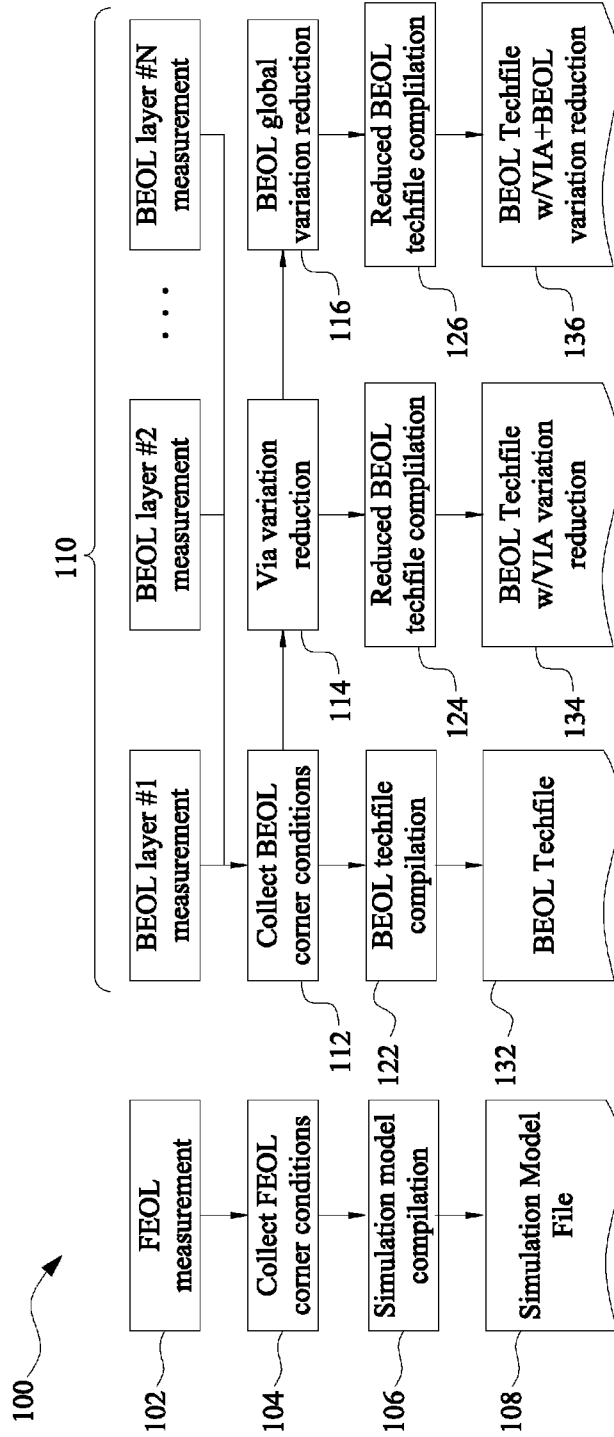 100
110
102
FEOL
measurement
BEOL layer #1
measurement
BEOL layer #2
measurement
. . .
BEOL layer #N
measurement
104
Collect FEOL
corner conditions
112
Collect BEOL
corner conditions
114
Via variation
reduction
116
BEOL global
variation reduction
106
Simulation model
compilation
122
BEOL techfile
compilation
124
Reduced BEOL
techfile complilation
126
Reduced BEOL
techfile complilation
108
Simulation Model
File
132
BEOL Techfile
134
BEOL Techfile
w/VIA variation
reduction
136
BEOL Techfile
w/VIA+BEOL
variation reduction